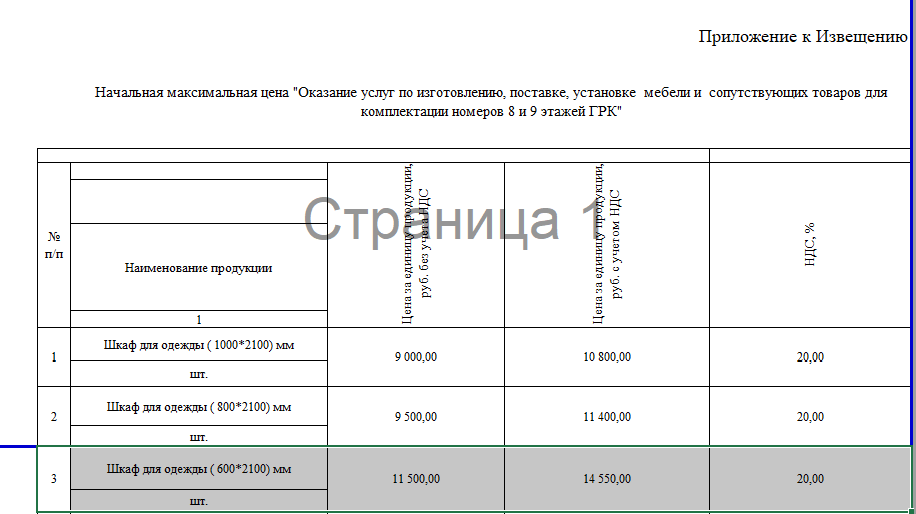 Приложение к Извещению
Начальная максимальная цена "Оказание услуг по изготовлению, поставке, установке мебели и сопутствующих товаров для
комплектации номеров 8 и 9 этажей ГРК"
№
п/п
Наименование продукции
1
Цена за единицу продукции,
руб. без учета НДС
Цена за единицу продукции,
руб. с учетом НДС
НДС, %
Страница 1
1
Шкаф для одежды ( 1000*2100) мм
шт.
9 000,00
10 800,00
20,00
2
Шкаф для одежды ( 800*2100) мм
шт.
9 500,00
11 400,00
20,00
3
Шкаф для одежды ( 600*2100) мм
шт.
11 500,00
14 550,00
20,00